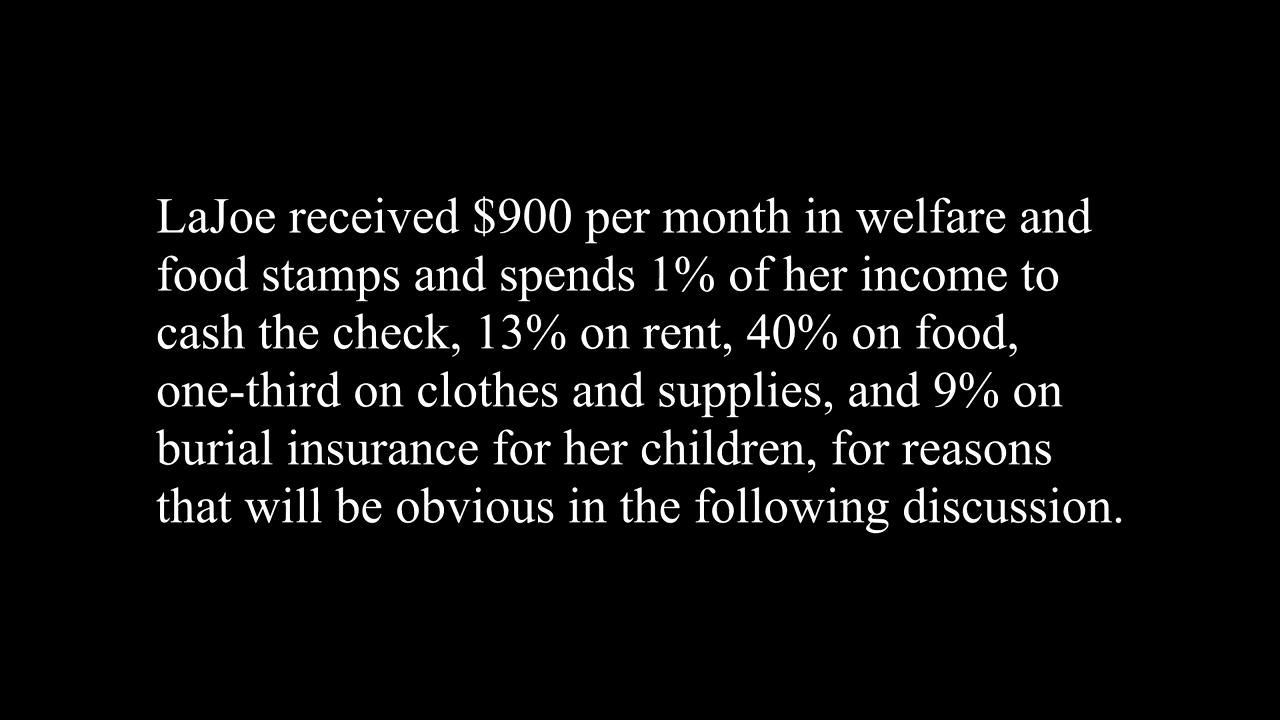 LaJoe received $900 per month in welfare and
food stamps and spends 1% of her income to
cash the check, 13% on rent, 40% on food,
one-third on clothes and supplies, and 9% on
burial insurance for her children, for reasons
that will be obvious in the following discussion.